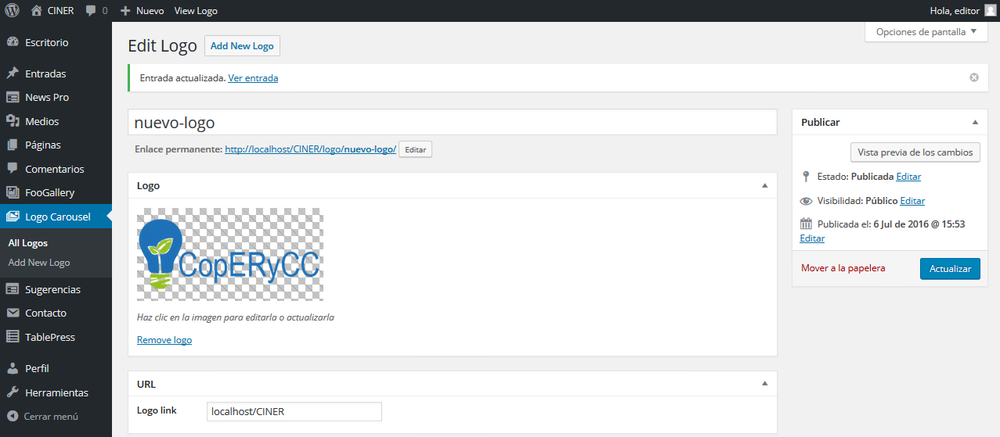 CINER 0 Nuevo View Logo Hola, editor
Opciones de pantalla
Escritorio
Entradas
News Pro
Medios
Páginas
Comentarios
FooGallery
Logo Carousel
All Logos
Add New Logo
Sugerencias
Contacto
TablePress
Perfil
Herramientas
Cerrar menú
Edit Logo Add New Logo
Entrada actualizada. Ver entrada
nuevo-logo
Enlace permanente: http://localhost/CINER/logo/nuevo-logo/ Editar
Logo
CopERyCC
Haz clic en la imagen para editarla o actualizarla
Remove logo
URL
Logo link localhost/CINER
Publicar
Vista previa de los cambios
Estado: Publicada Editar
Visibilidad: Público Editar
Publicada el: 6 Jul de 2016 @ 15:53
Editar
Mover a la papelera Actualizar